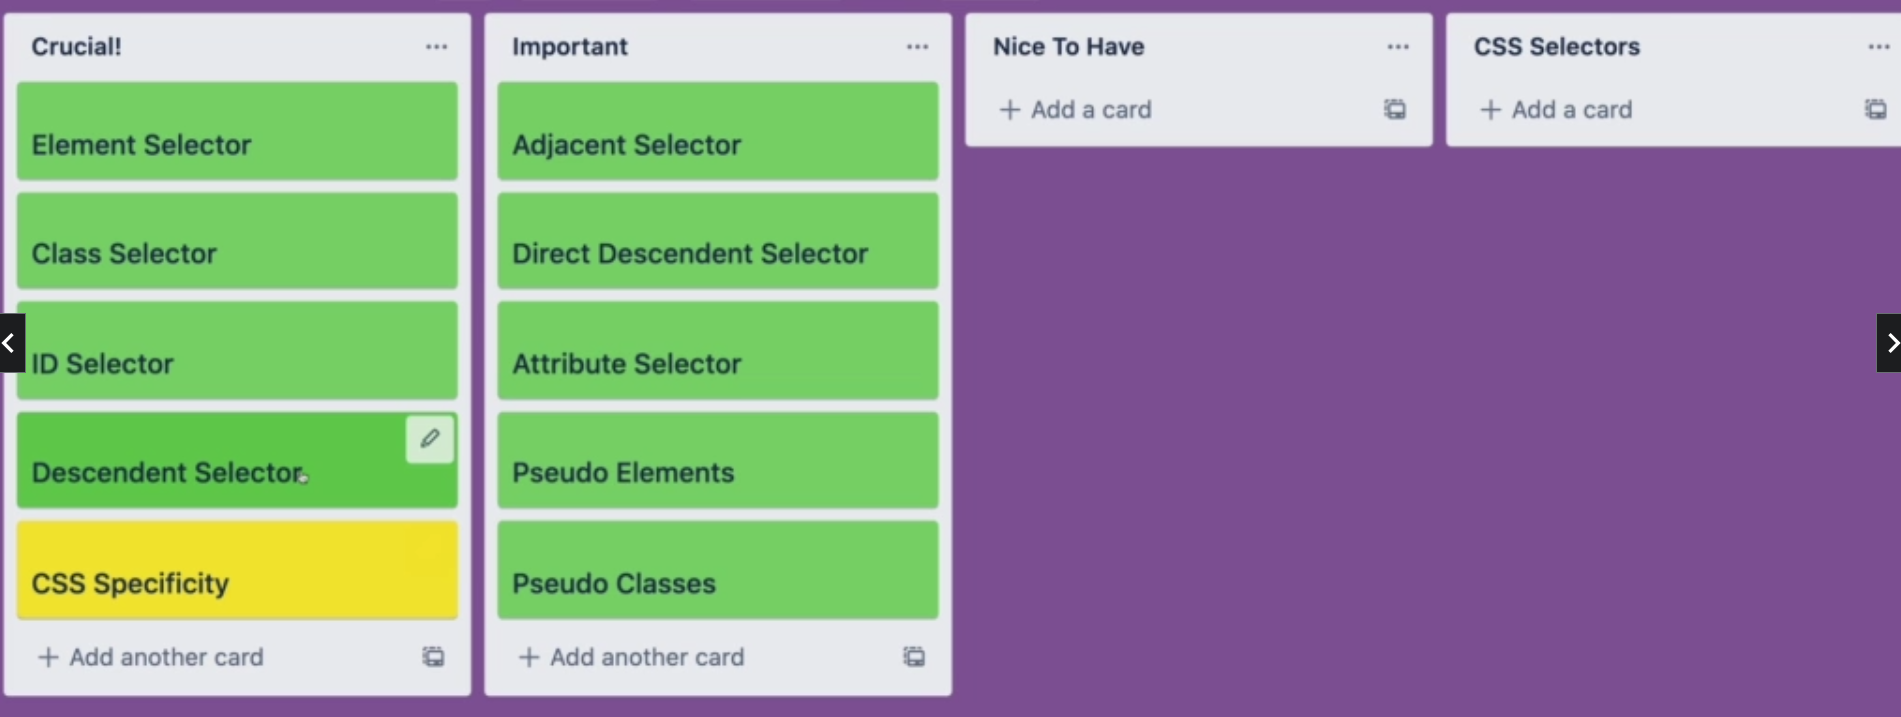 Crucial!
Element Selector
Class Selector
ID Selector
Descendent Selector
CSS Specificity
+ Add another card
Important
Adjacent Selector
Direct Descendent Selector
Attribute Selector
Pseudo Elements
Pseudo Classes
+ Add another card
Nice To Have
+ Add a card
CSS Selectors
+ Add a card